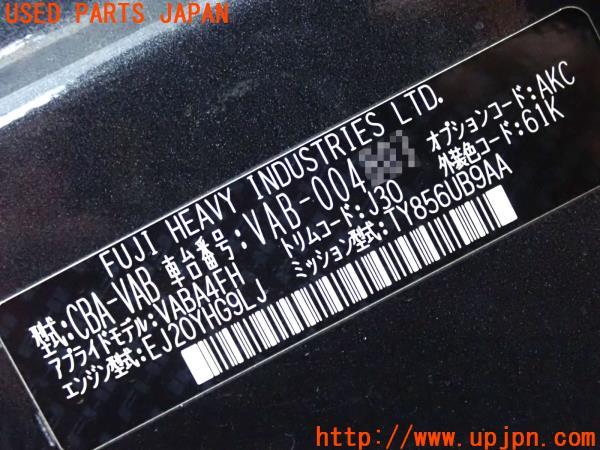 USED PARTS JAPAN
FUJI HEAVY INDUSTRIES LTD.
型式:CBA-VAB 車台番号:VAB-004
オプションコード:AKC
アプライドモデル:VABA4FH トリムコード:J30 外装色コード:61K
エンジン型式:EJ20YHG9LJ ミッション型式:TY856UB9AA
http://www.upjpn.com